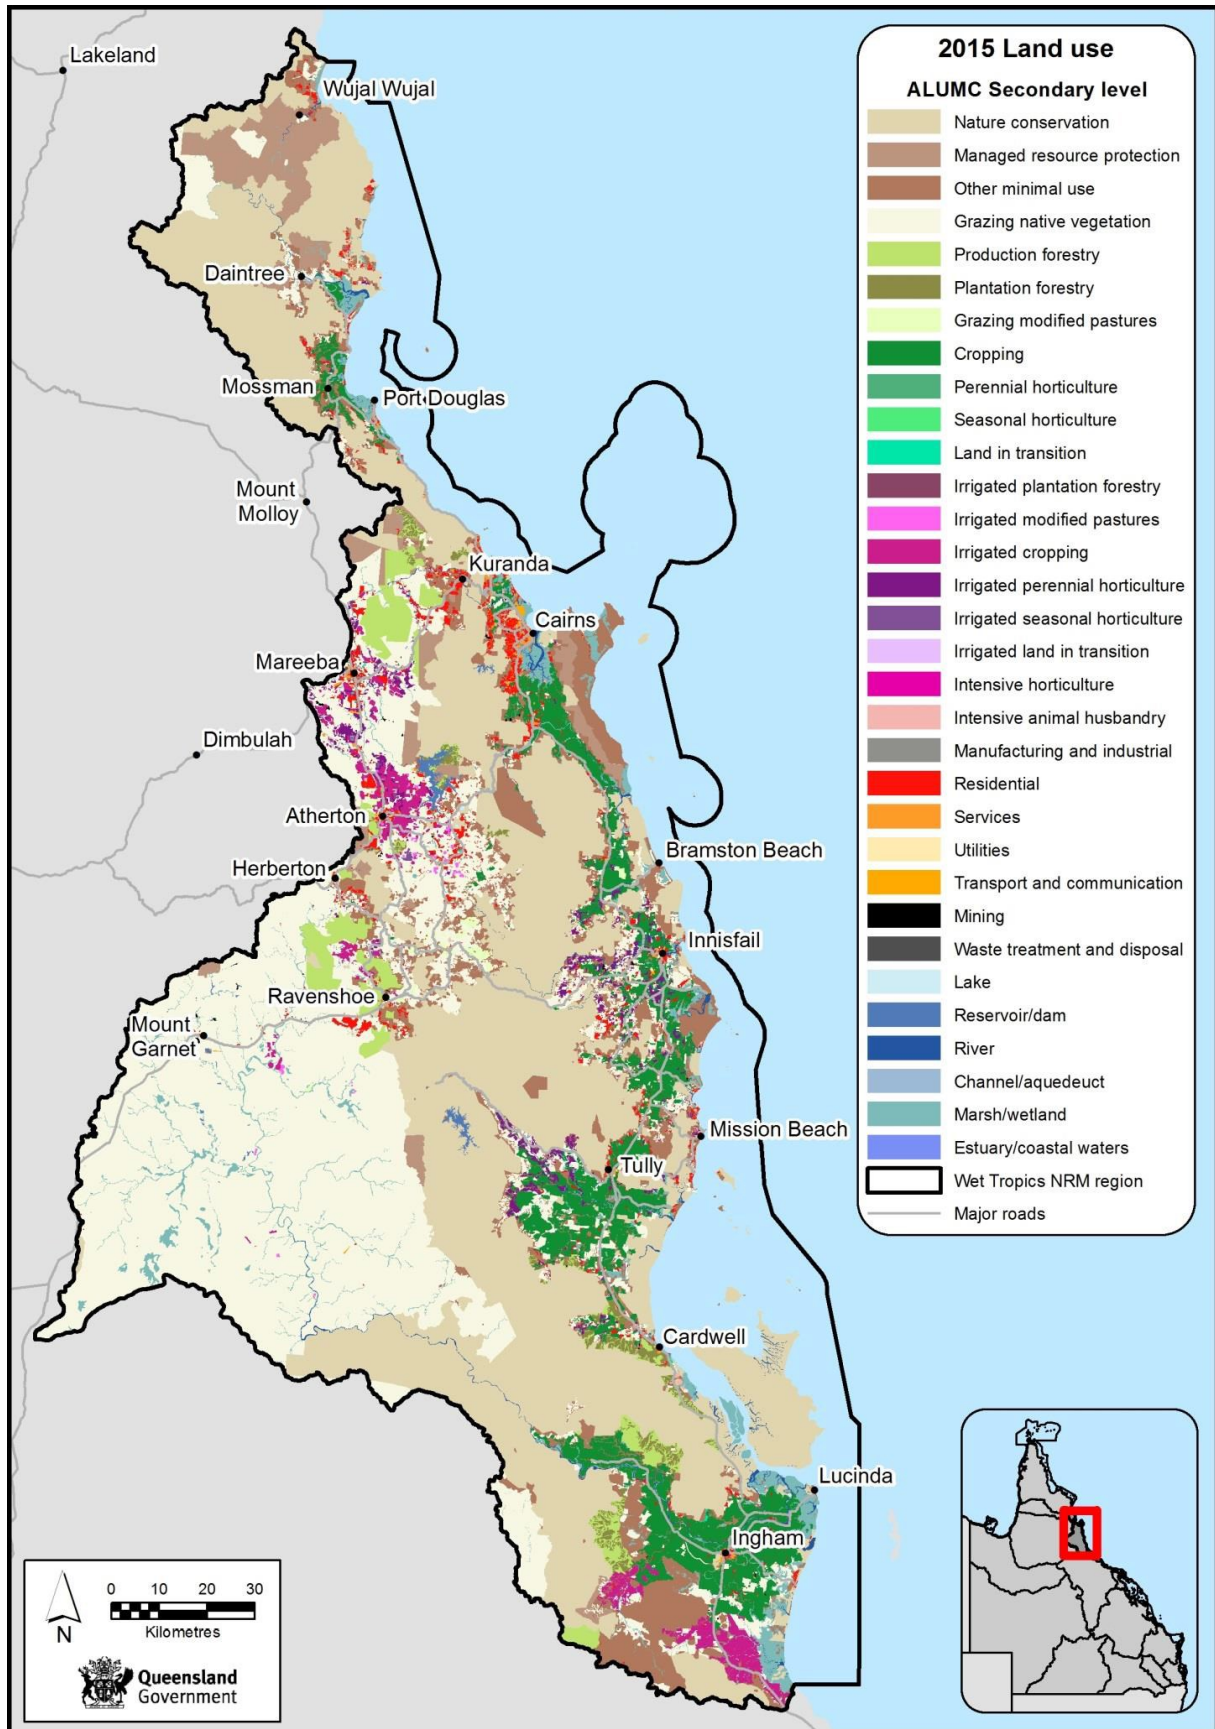 Lakeland
Wujal Wujal
Daintree
Mossman
Port Douglas
Mount
Molloy
Kuranda
Cairns
Mareeba
Dimbulah
Atherton
Herberton
Bramston Beach
Innisfail
Ravenshoe
Mount
Garnet
Mission Beach
Tully
Cardwell
Lucinda
Ingham
2015 Land use
ALUMC Secondary level
Nature conservation
Managed resource protection
Other minimal use
Grazing native vegetation
Production forestry
Plantation forestry
Grazing modified pastures
Cropping
Perennial horticulture
Seasonal horticulture
Land in transition
Irrigated plantation forestry
Irrigated modified pastures
Irrigated cropping
Irrigated perennial horticulture
Irrigated seasonal horticulture
Irrigated land in transition
Intensive horticulture
Intensive animal husbandry
Manufacturing and industrial
Residential
Services
Utilities
Transport and communication
Mining
Waste treatment and disposal
Lake
Reservoir/dam
River
Channel/aquedeuct
Marsh/wetland
Estuary/coastal waters
Wet Tropics NRM region
Major roads
N
0 10 20 30
Kilometres
Queensland
Government